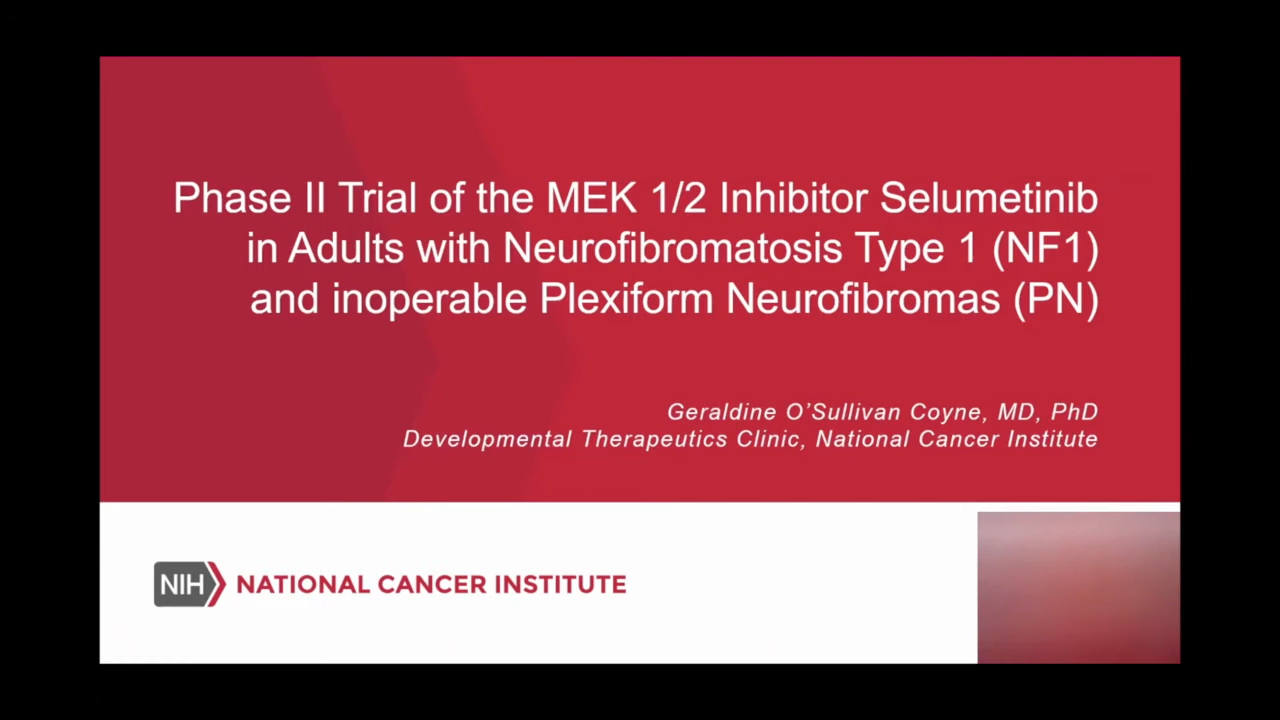 Phase II Trial of the MEK 1/2 Inhibitor Selumetinib
in Adults with Neurofibromatosis Type 1 (NF1)
and inoperable Plexiform Neurofibromas (PN)
Geraldine O’Sullivan Coyne, MD, PhD
Developmental Therapeutics Clinic, National Cancer Institute
NIH NATIONAL CANCER INSTITUTE